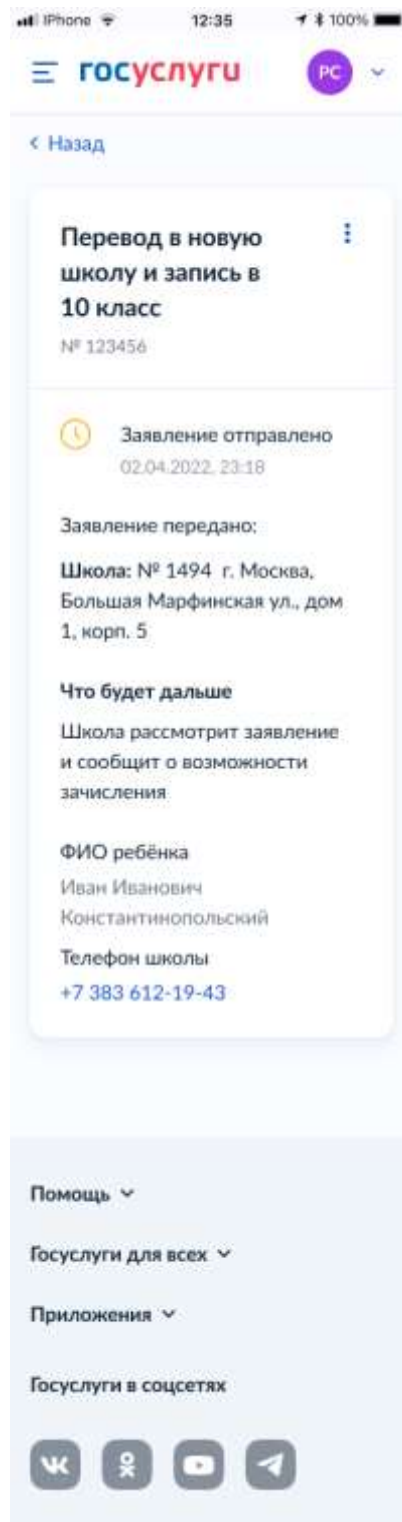 iPhone 12:35 100%
госуслуги РС
Назад
Перевод в новую
школу и запись в
10 класс
№ 123456
Заявление отправлено
02.04.2022, 23:18
Заявление передано:
Школа: № 1494 г. Москва,
Большая Марфинская ул., дом
1, корп. 5
Что будет дальше
Школа рассмотрит заявление
и сообщит о возможности
зачисления
ФИО ребёнка
Иван Иванович
Константинопольский
Телефон школы
+7 383 612-19-43
Помощь
Госуслуги для всех
Приложения
Госуслуги в соцсетях